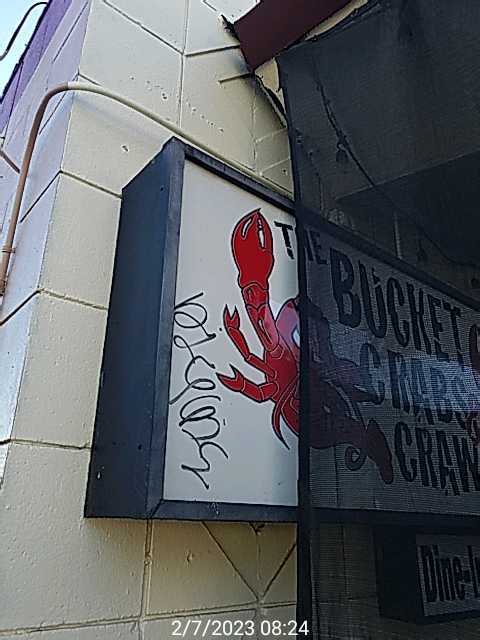 THE
BUCKET
CRABS
CRAW
Dine-I
2/7/2023 08:24